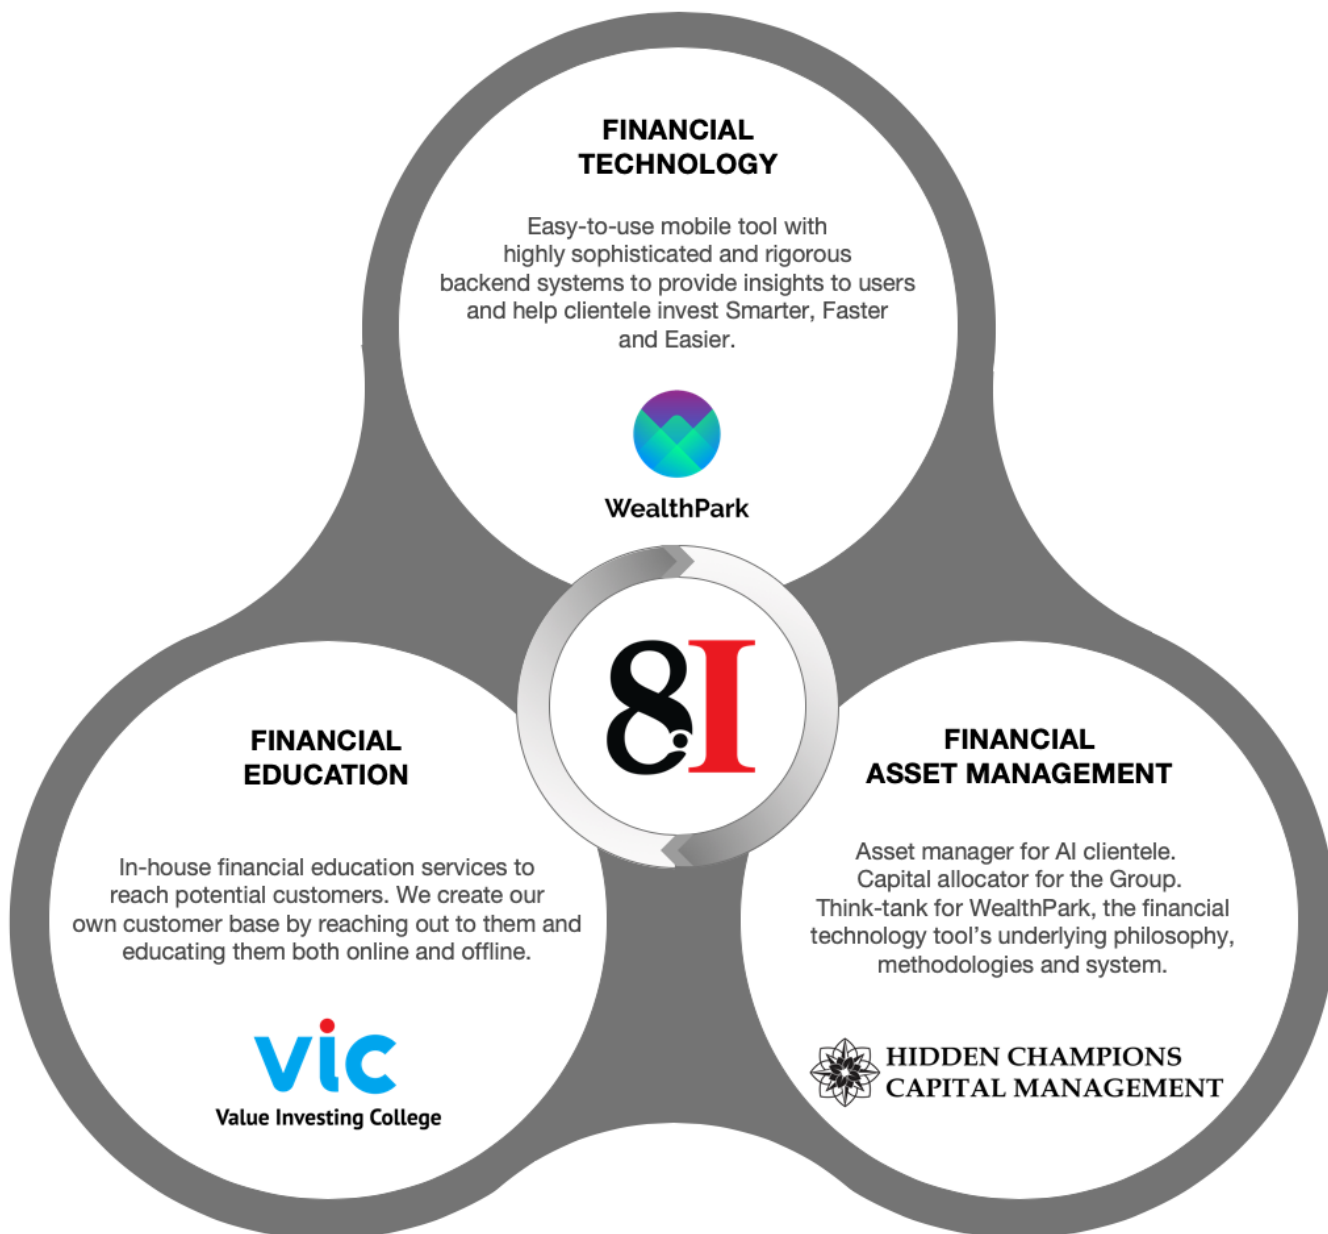 FINANCIAL
TECHNOLOGY
Easy-to-use mobile tool with
highly sophisticated and rigorous
backend systems to provide insights to users
and help clientele invest Smarter, Faster
and Easier.
WealthPark
8I
FINANCIAL
EDUCATION
In-house financial education services to
reach potential customers. We create our
own customer base by reaching out to them and
educating them both online and offline.
vic
Value Investing College
FINANCIAL
ASSET MANAGEMENT
Asset manager for AI clientele.
Capital allocator for the Group.
Think-tank for WealthPark, the financial
technology tool's underlying philosophy,
methodologies and system.
HIDDEN CHAMPIONS
CAPITAL MANAGEMENT